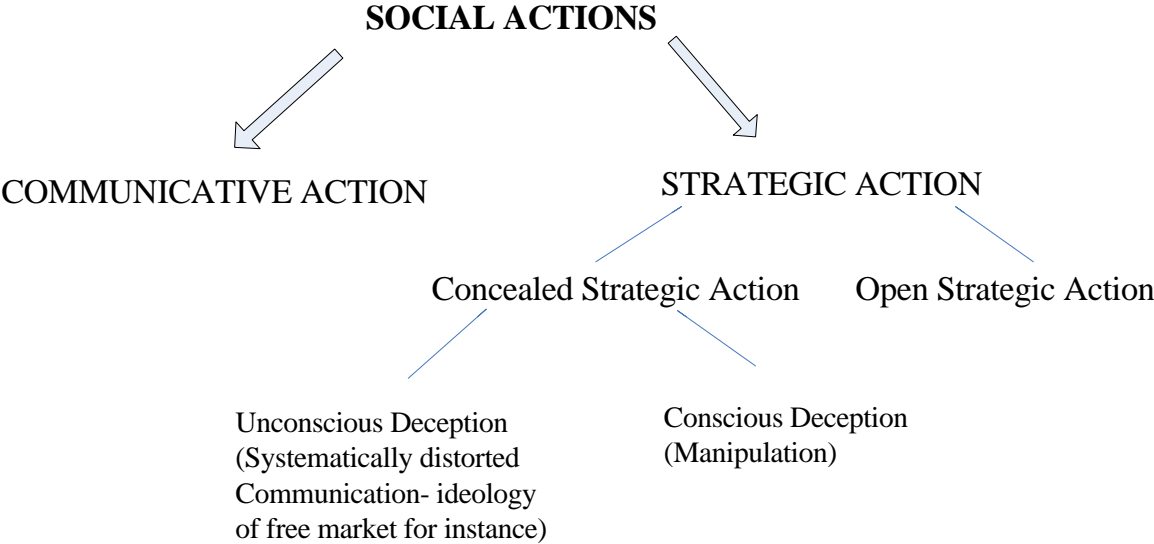 SOCIAL ACTIONS
COMMUNICATIVE ACTION
STRATEGIC ACTION
Concealed Strategic Action
Open Strategic Action
Unconscious Deception
(Systematically distorted
Communication- ideology
of free market for instance)
Conscious Deception
(Manipulation)